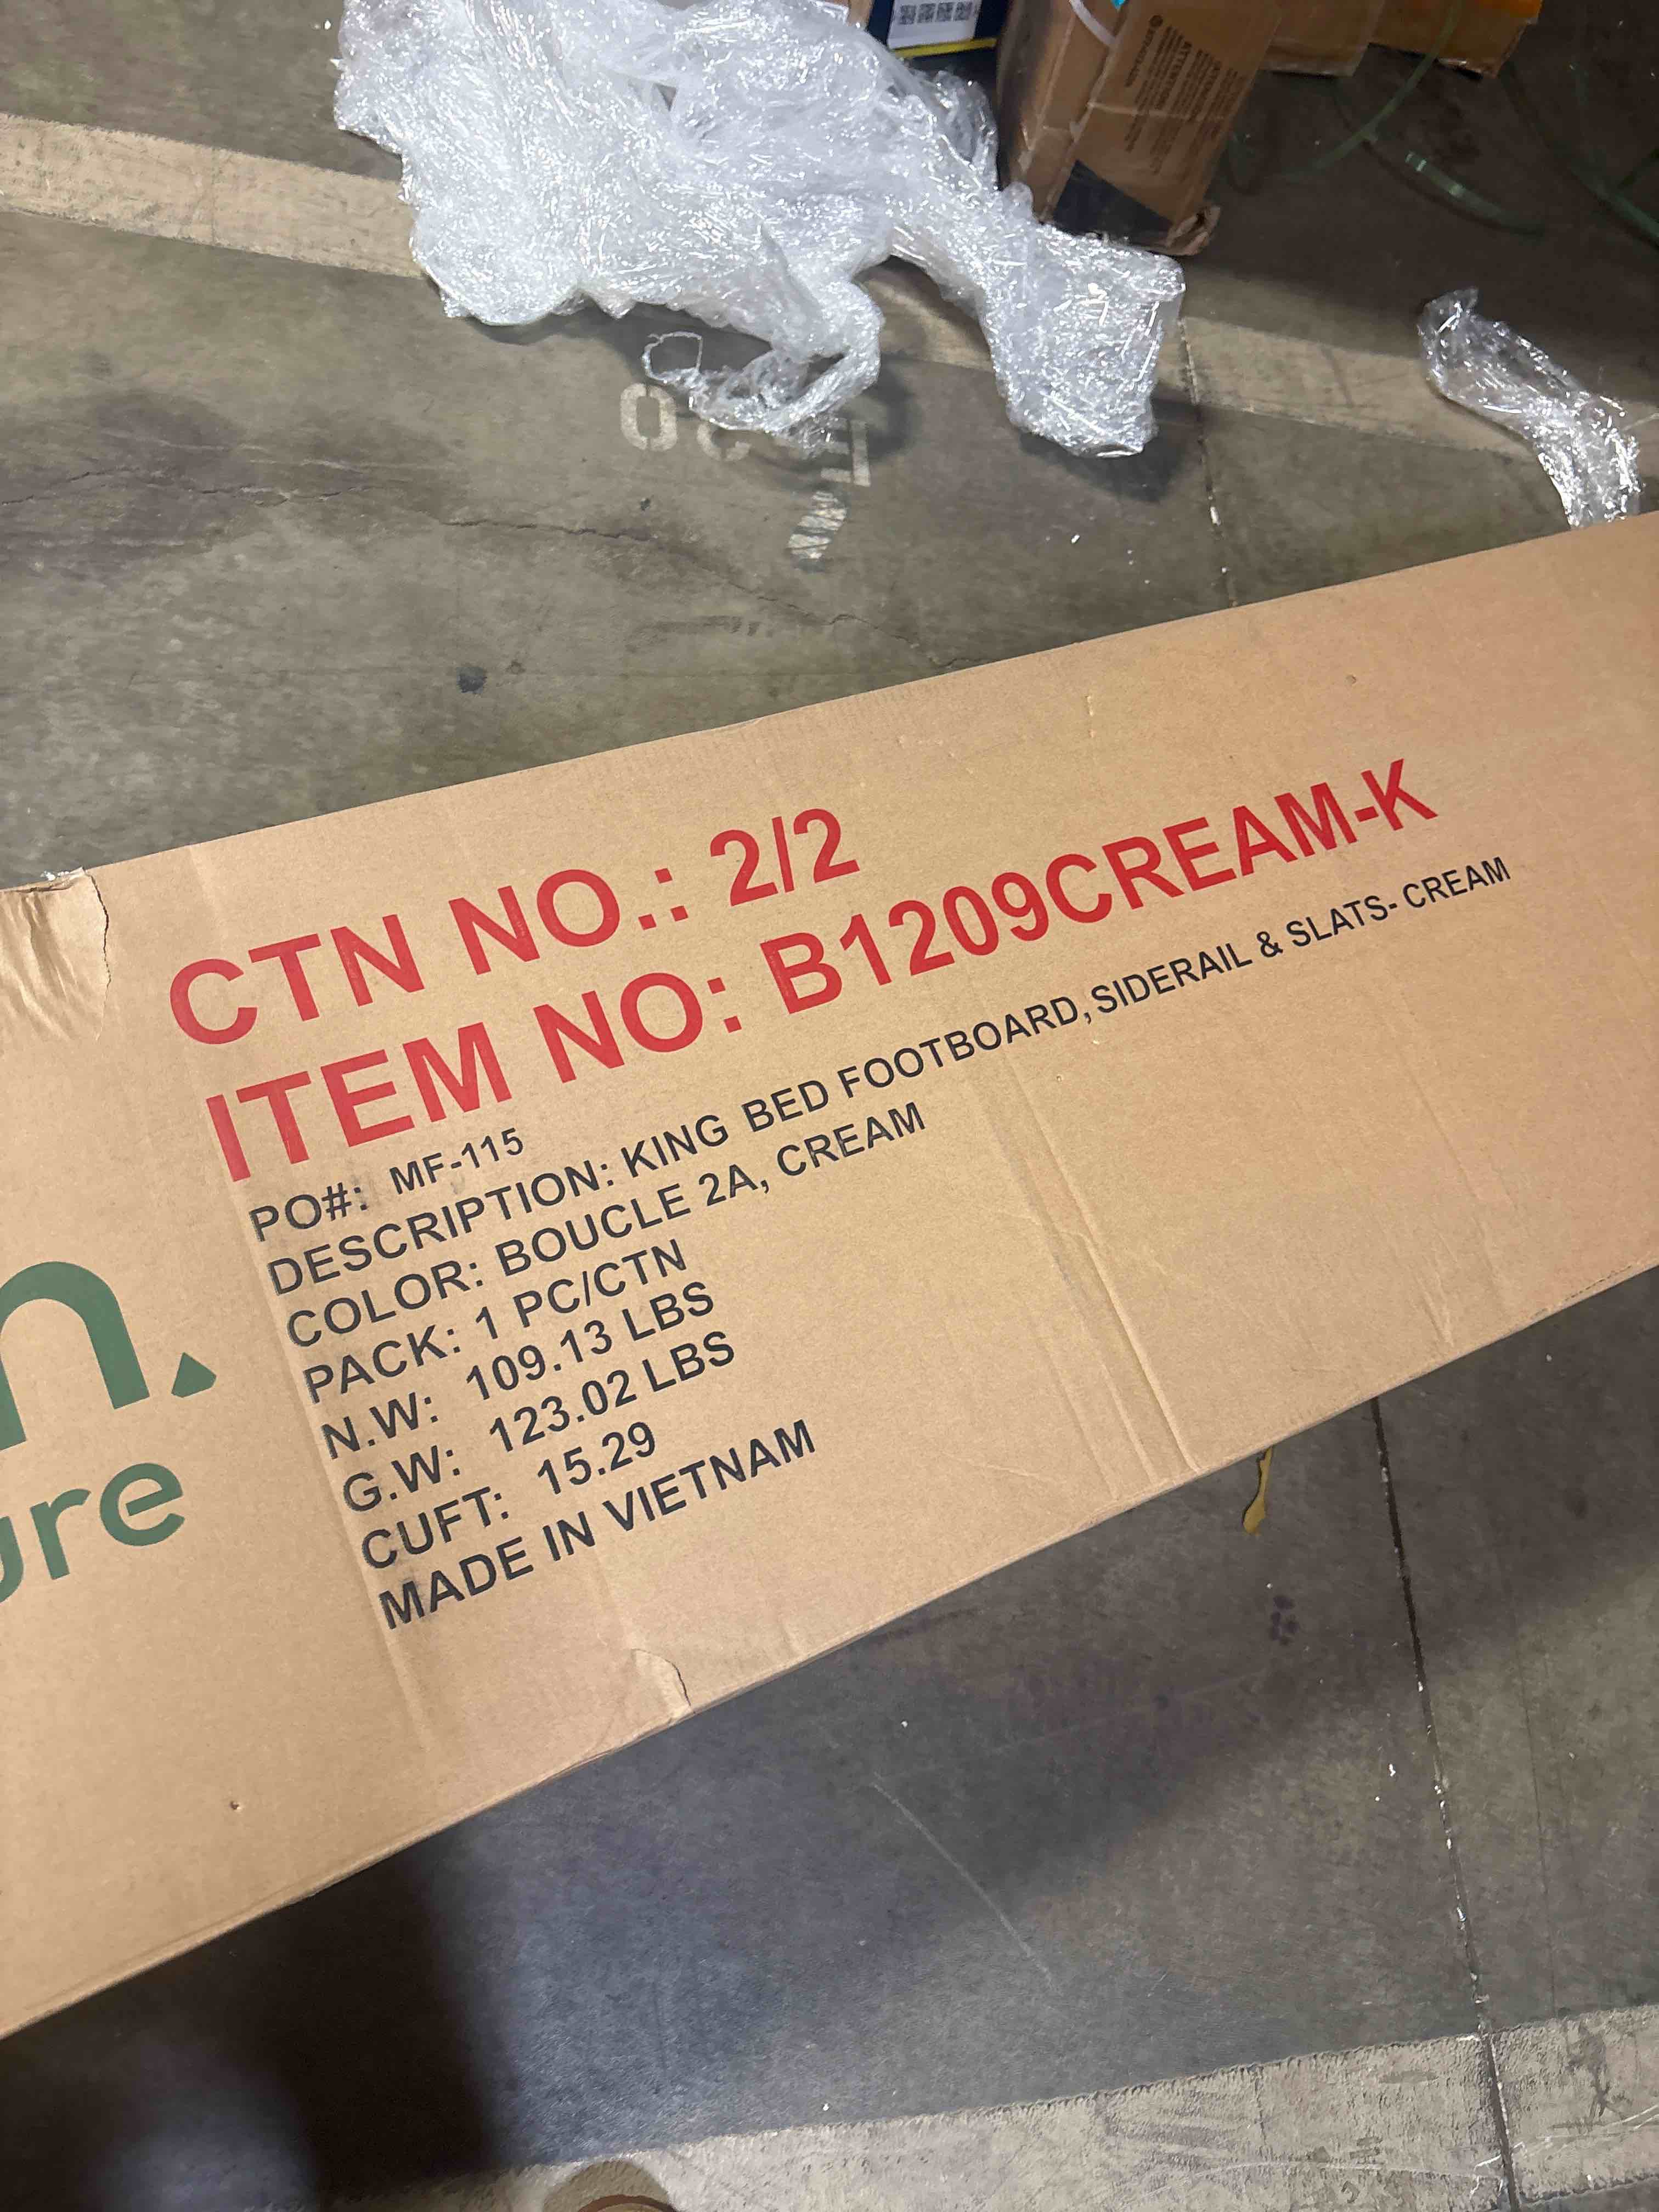 CTN NO.: 2/2
ITEM NO: B1209CREAM-K
PO#: MF-115
DESCRIPTION: KING BED FOOTBOARD, SIDERAIL & SLATS- CREAM
COLOR: BOUCLE 2A, CREAM
PACK: 1 PC/CTN
N.W: 109.13 LBS
G.W: 123.02 LBS
CUFT: 15.29
MADE IN VIETNAM
n.
ure